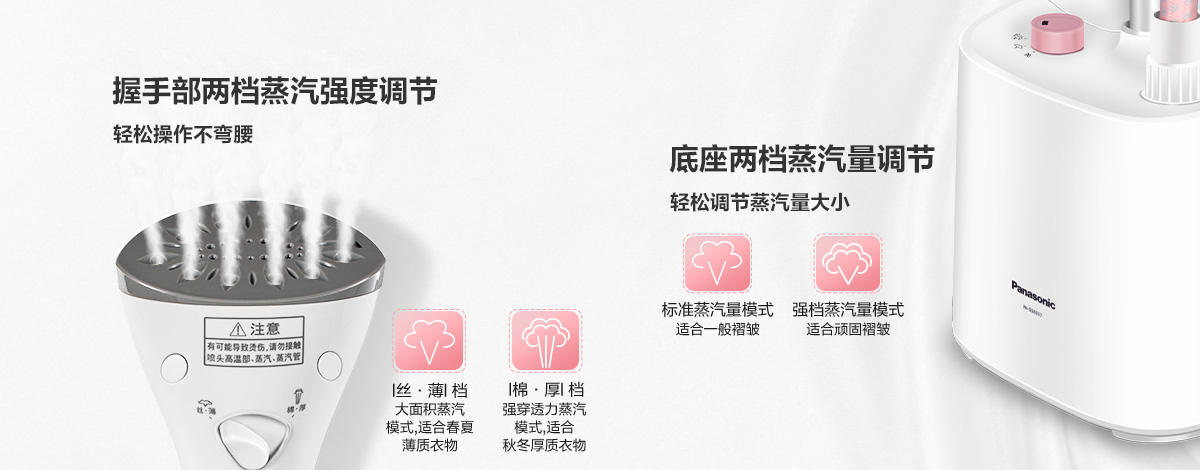 握手部两档蒸汽强度调节
轻松操作不弯腰
注意
有可能导致烫伤,请勿接触
喷头高温部、蒸汽、蒸汽管
丝·薄
棉·厚
|丝·薄| 档
大面积蒸汽
模式,适合春夏
薄质衣物
|棉·厚| 档
强穿透力蒸汽
模式,适合
秋冬厚质衣物
底座两档蒸汽量调节
轻松调节蒸汽量大小
标准蒸汽量模式
适合一般褶皱
强档蒸汽量模式
适合顽固褶皱
Panasonic